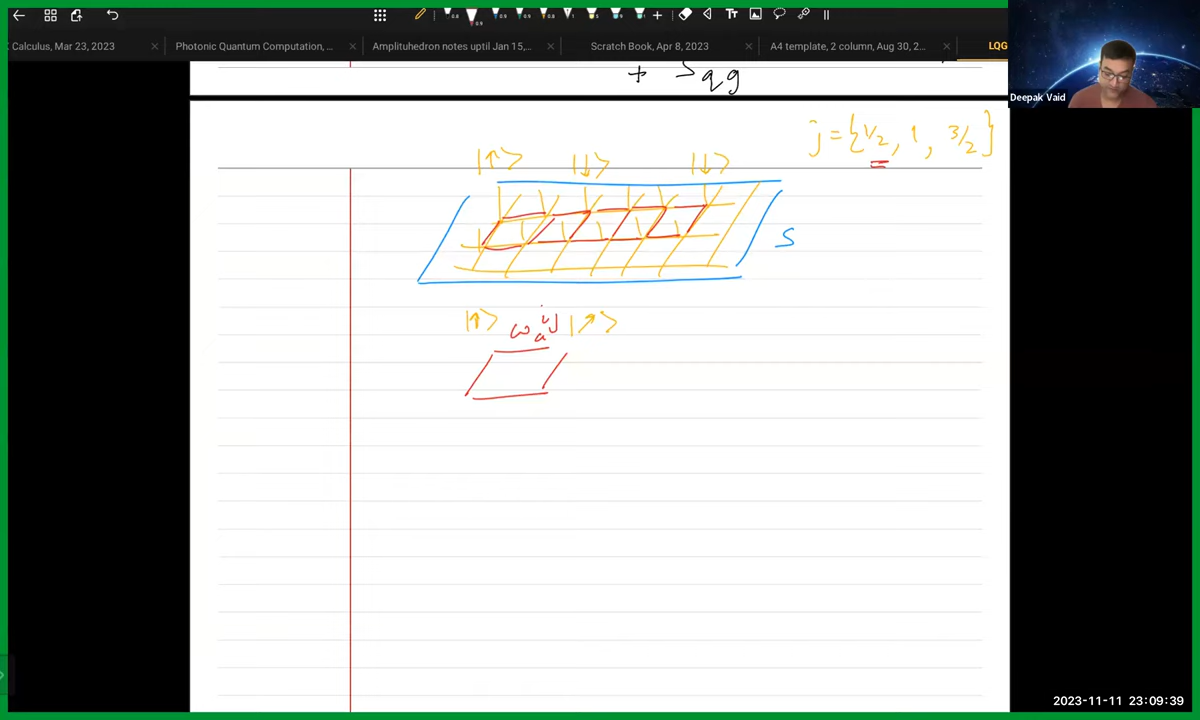 Calculus, Mar 23, 2023
Photonic Quantum Computation, ...
Amplituhedron notes uptil Jan 15,...
Scratch Book, Apr 8, 2023
A4 template, 2 column, Aug 30, 2...
LQG
Deepak Vaid
+ S_qg
j = {1/2, 1, 3/2}
|↑> |↓> |↓>
S
|↑> ω_a^ij |↗>
2023-11-11 23:09:39